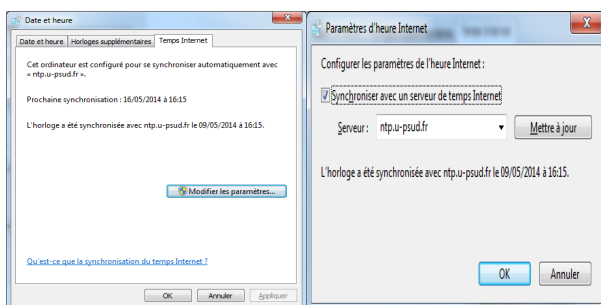 Date et heure
Date et heure Horloges supplémentaires Temps Internet
Cet ordinateur est configuré pour se synchroniser automatiquement avec
« ntp.u-psud.fr ».
Prochaine synchronisation : 16/05/2014 à 16:15
L'horloge a été synchronisée avec ntp.u-psud.fr le 09/05/2014 à 16:15.
Modifier les paramètres...
Qu'est-ce que la synchronisation du temps Internet ?
OK Annuler Appliquer
Paramètres d'heure Internet
Configurer les paramètres de l'heure Internet :
Synchroniser avec un serveur de temps Internet
Serveur : ntp.u-psud.fr Mettre à jour
L'horloge a été synchronisée avec ntp.u-psud.fr le 09/05/2014 à 16:15.
OK Annuler